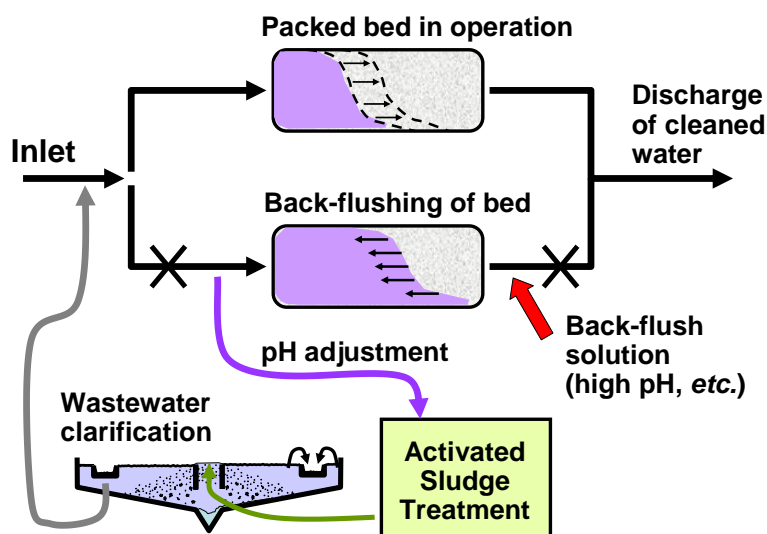 Packed bed in operation
Discharge
of cleaned
water
Inlet
Back-flushing of bed
Back-flush
solution
(high pH, etc.)
pH adjustment
Wastewater
clarification
Activated
Sludge
Treatment